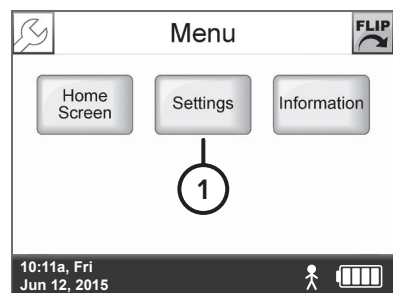 Menu
FLIP
Home
Screen
Settings
Information
1
10:11a, Fri
Jun 12, 2015